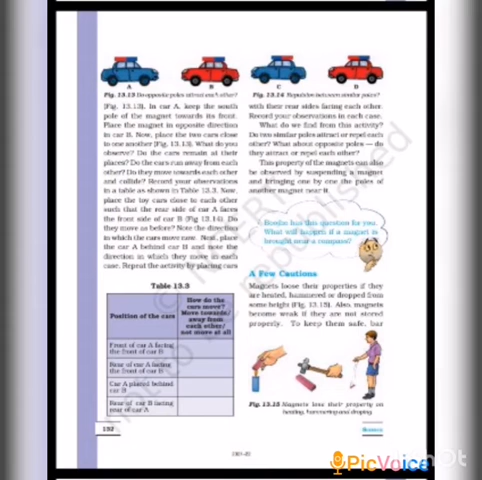 A
B
C
D
Fig. 13.13 Do opposite poles attract each other?
Fig. 13.14 Repulsion between similar poles?
[Fig. 13.13). In car A, keep the south
pole of the magnet towards its front.
Place the magnet in opposite direction
in car B. Now, place the two cars close
to one another (Fig 13.13). What do you
observe? Do the cars remain at their
places? Do the cars run away from each
other? Do they move towards each other
and collide? Record your observations
in a table as shown in Table 13.3. Now,
place the toy cars close to each other
such that the rear side of car A faces
the front side of car B (Fig 13.14). Do
they move as before? Note the direction
in which the cars move now. Next, place
the car A behind car B and note the
direction in which they move in each
case. Repeat the activity by placing cars
Table 13.3
Position of the cars
How do the
cars move?
Move towards/
away from
each other/
not move at all
Front of car A facing
the front of car B
Rear of car A facing
the front of car B
Car A placed behind
car B
Rear of car B facing
rear of car A
132
with their rear sides facing each other.
Record your observations in each case.
What do we find from this activity?
Do two similar poles attract or repel each
other? What about opposite poles — do
they attract or repel each other?
This property of the magnets can also
be observed by suspending a magnet
and bringing one by one the poles of
another magnet near it.
Boojho has this question for you.
What will happen if a magnet is
brought near a compass?
A Few Cautions
Magnets loose their properties if they
are heated, hammered or dropped from
some height (Fig. 13.15). Also, magnets
become weak if they are not stored
properly. To keep them safe, bar
Fig. 13.15 Magnets lose their property on
heating, hammering and droping
Science
PicVoice